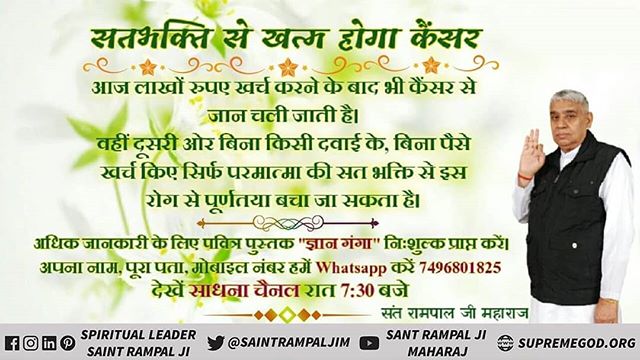 सतभक्ति से खत्म होगा कैंसर
आज लाखों रुपए खर्च करने के बाद भी कैंसर से
जान चली जाती है।
वहीं दूसरी ओर बिना किसी दवाई के, बिना पैसे
खर्च किए सिर्फ परमात्मा की सत भक्ति से इस
रोग से पूर्णतया बचा जा सकता है।
अधिक जानकारी के लिए पवित्र पुस्तक "ज्ञान गंगा" निःशुल्क प्राप्त करें।
अपना नाम, पूरा पता, मोबाइल नंबर हमें Whatsapp करें 7496801825
देखें साधना चैनल रात 7:30 बजे
संत रामपाल जी महाराज
SPIRITUAL LEADER
SAINT RAMPAL JI
@SAINTRAMPALJIM
SANT RAMPAL JI
MAHARAJ
SUPREMEGOD.ORG